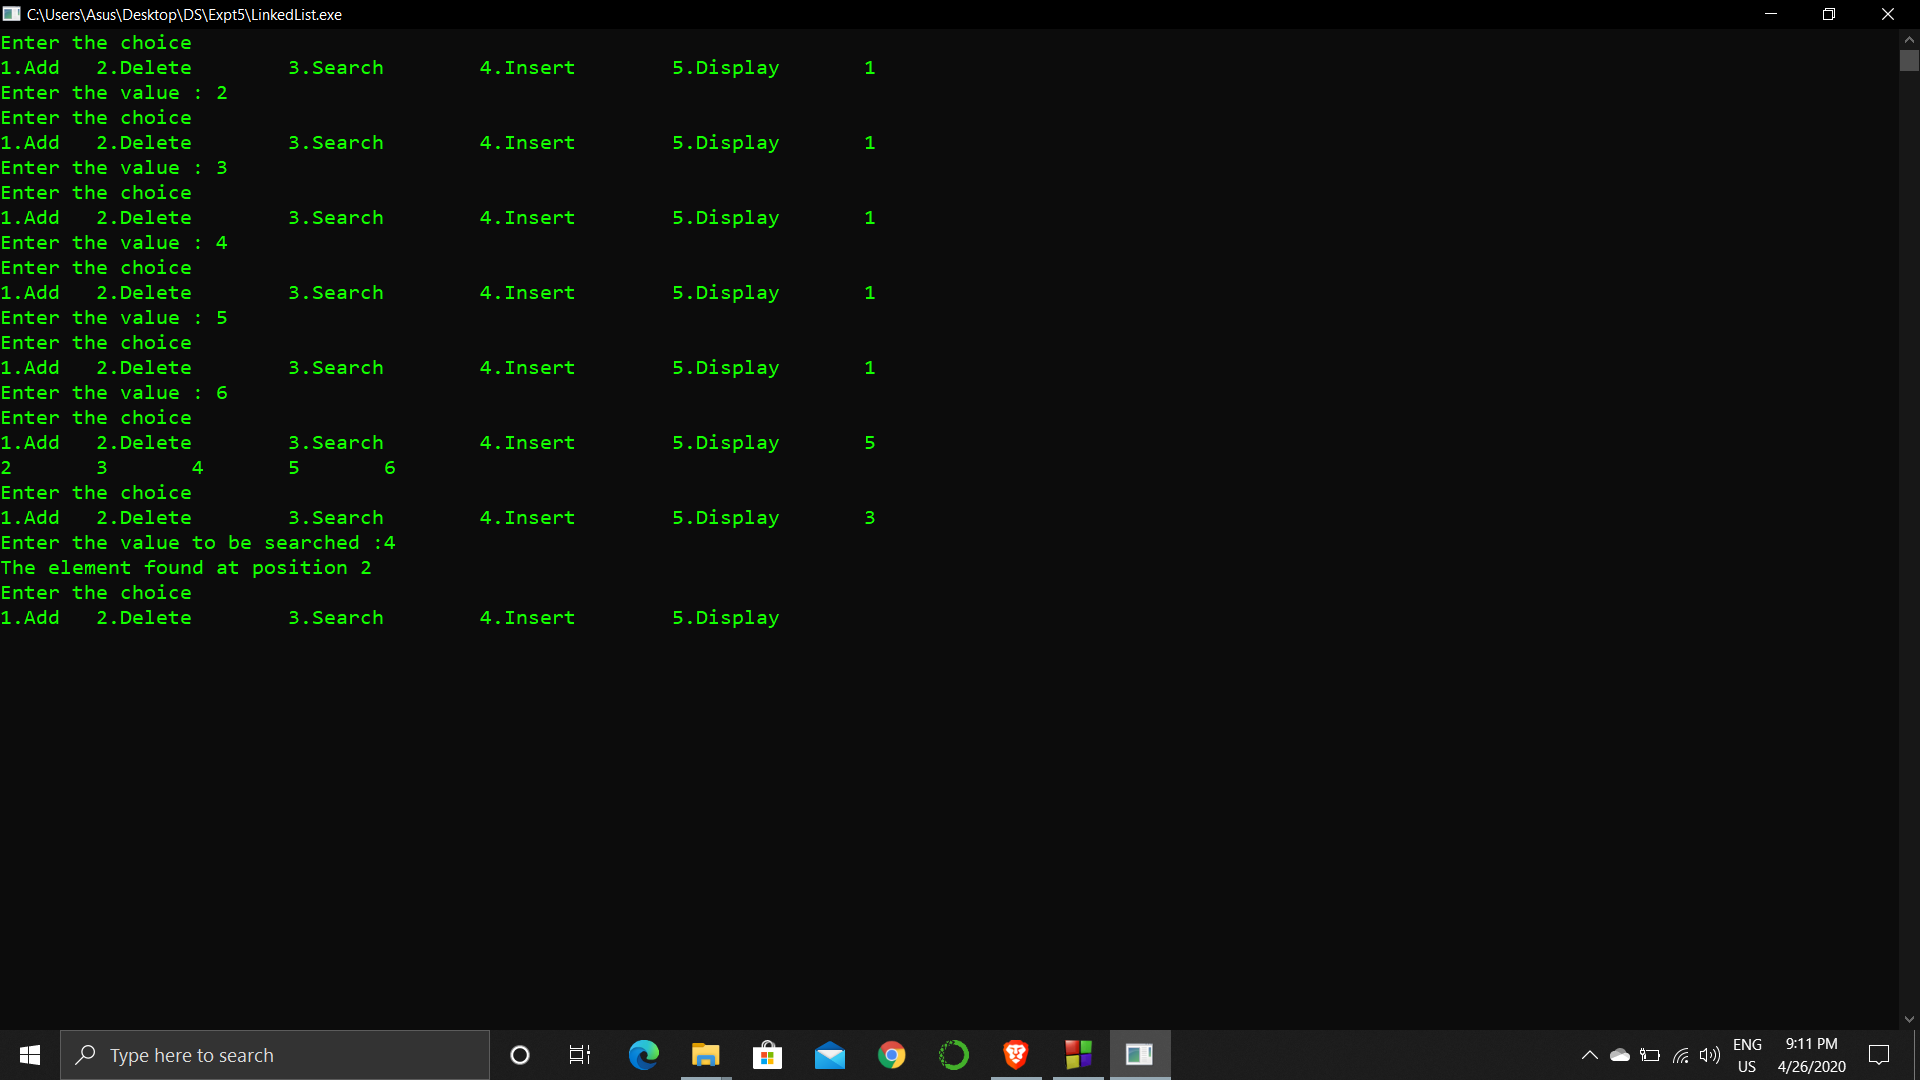 C:\Users\Asus\Desktop\DS\Expt5\LinkedList.exe
Enter the choice
1.Add   2.Delete        3.Search        4.Insert        5.Display       1
Enter the value : 2
Enter the choice
1.Add   2.Delete        3.Search        4.Insert        5.Display       1
Enter the value : 3
Enter the choice
1.Add   2.Delete        3.Search        4.Insert        5.Display       1
Enter the value : 4
Enter the choice
1.Add   2.Delete        3.Search        4.Insert        5.Display       1
Enter the value : 5
Enter the choice
1.Add   2.Delete        3.Search        4.Insert        5.Display       1
Enter the value : 6
Enter the choice
1.Add   2.Delete        3.Search        4.Insert        5.Display       5
2       3       4       5       6
Enter the choice
1.Add   2.Delete        3.Search        4.Insert        5.Display       3
Enter the value to be searched :4
The element found at position 2
Enter the choice
1.Add   2.Delete        3.Search        4.Insert        5.Display
Type here to search
ENG
US
9:11 PM
4/26/2020